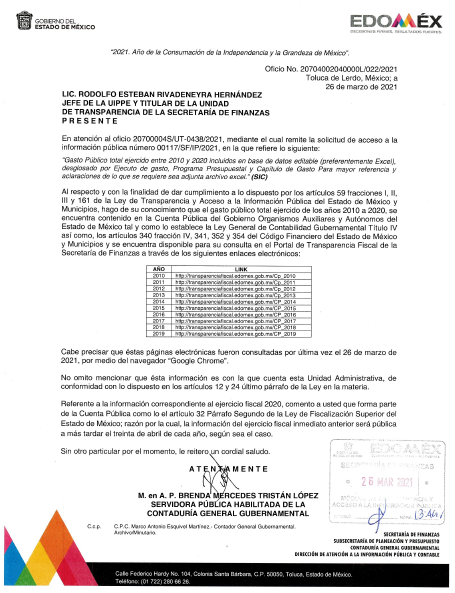 GOBIERNO DEL
ESTADO DE MÉXICO
EDOMÉX
DECISIONES FIRMES, RESULTADOS FUERTES.
"2021. Año de la Consumación de la Independencia y la Grandeza de México".
Oficio No. 20704002040000L/022/2021
Toluca de Lerdo, México; a
26 de marzo de 2021
LIC. RODOLFO ESTEBAN RIVADENEYRA HERNÁNDEZ
JEFE DE LA UIPPE Y TITULAR DE LA UNIDAD
DE TRANSPARENCIA DE LA SECRETARÍA DE FINANZAS
P R E S E N T E
En atención al oficio 20700004S/UT-0438/2021, mediante el cual remite la solicitud de acceso a la
información pública número 00117/SF/IP/2021, en la que refiere lo siguiente:
"Gasto Público total ejercido entre 2010 y 2020 incluidos en base de datos editable (preferentemente Excel),
desglosado por Ejecuto de gasto, Programa Presupuestal y Capítulo de Gasto Para mayor referencia y
aclaraciones de lo que se requiere sea adjunta archivo excel." (SIC)
Al respecto y con la finalidad de dar cumplimiento a lo dispuesto por los artículos 59 fracciones I, II,
III y 161 de la Ley de Transparencia y Acceso a la Información Pública del Estado de México y
Municipios, hago de su conocimiento que el gasto público total ejercido de los años 2010 a 2020, se
encuentra contenido en la Cuenta Pública del Gobierno Organismos Auxiliares y Autónomos del
Estado de México tal y como lo establece la Ley General de Contabilidad Gubernamental Título IV
así como, los artículos 340 fracción IV, 341, 352 y 354 del Código Financiero del Estado de México
y Municipios y se encuentra disponible para su consulta en el Portal de Transparencia Fiscal de la
Secretaría de Finanzas a través de los siguientes enlaces electrónicos:
AÑO LINK
2010 http://transparenciafiscal.edomex.gob.mx/Cp_2010
2011 http://transparenciafiscal.edomex.gob.mx/Cp_2011
2012 http://transparenciafiscal.edomex.gob.mx/Cp_2012
2013 http://transparenciafiscal.edomex.gob.mx/Cp_2013
2014 http://transparenciafiscal.edomex.gob.mx/CP_2014
2015 http://transparenciafiscal.edomex.gob.mx/CP_2015
2016 http://transparenciafiscal.edomex.gob.mx/CP_2016
2017 http://transparenciafiscal.edomex.gob.mx/CP_2017
2018 http://transparenciafiscal.edomex.gob.mx/CP_2018
2019 http://transparenciafiscal.edomex.gob.mx/CP_2019
Cabe precisar que éstas páginas electrónicas fueron consultadas por última vez el 26 de marzo de
2021, por medio del navegador "Google Chrome".
No omito mencionar que ésta información es con la que cuenta esta Unidad Administrativa, de
conformidad con lo dispuesto en los artículos 12 y 24 último párrafo de la Ley en la materia.
Referente a la información correspondiente al ejercicio fiscal 2020, comento a usted que forma parte
de la Cuenta Pública como lo el artículo 32 Párrafo Segundo de la Ley de Fiscalización Superior del
Estado de México; razón por la cual, la información del ejercicio fiscal inmediato anterior será pública
a más tardar el treinta de abril de cada año, según sea el caso.
Sin otro particular por el momento, le reitero un cordial saludo.
A T E N T A M E N T E
M. en A. P. BRENDA MERCEDES TRISTÁN LÓPEZ
SERVIDORA PÚBLICA HABILITADA DE LA
CONTADURÍA GENERAL GUBERNAMENTAL
EDOMÉX
SECRETARÍA DE FINANZAS
26 MAR 2021
C.c.p. C.P.C. Marco Antonio Esquivel Martínez.- Contador General Gubernamental.
Archivo/Minutario.
SECRETARÍA DE FINANZAS
SUBSECRETARÍA DE PLANEACIÓN Y PRESUPUESTO
CONTADURÍA GENERAL GUBERNAMENTAL
DIRECCIÓN DE ATENCIÓN A LA INFORMACIÓN PÚBLICA Y CONTABLE
Calle Federico Hardy No. 104, Colonia Santa Bárbara, C.P. 50050, Toluca, Estado de México.
Teléfono: (01 722) 280 66 26.